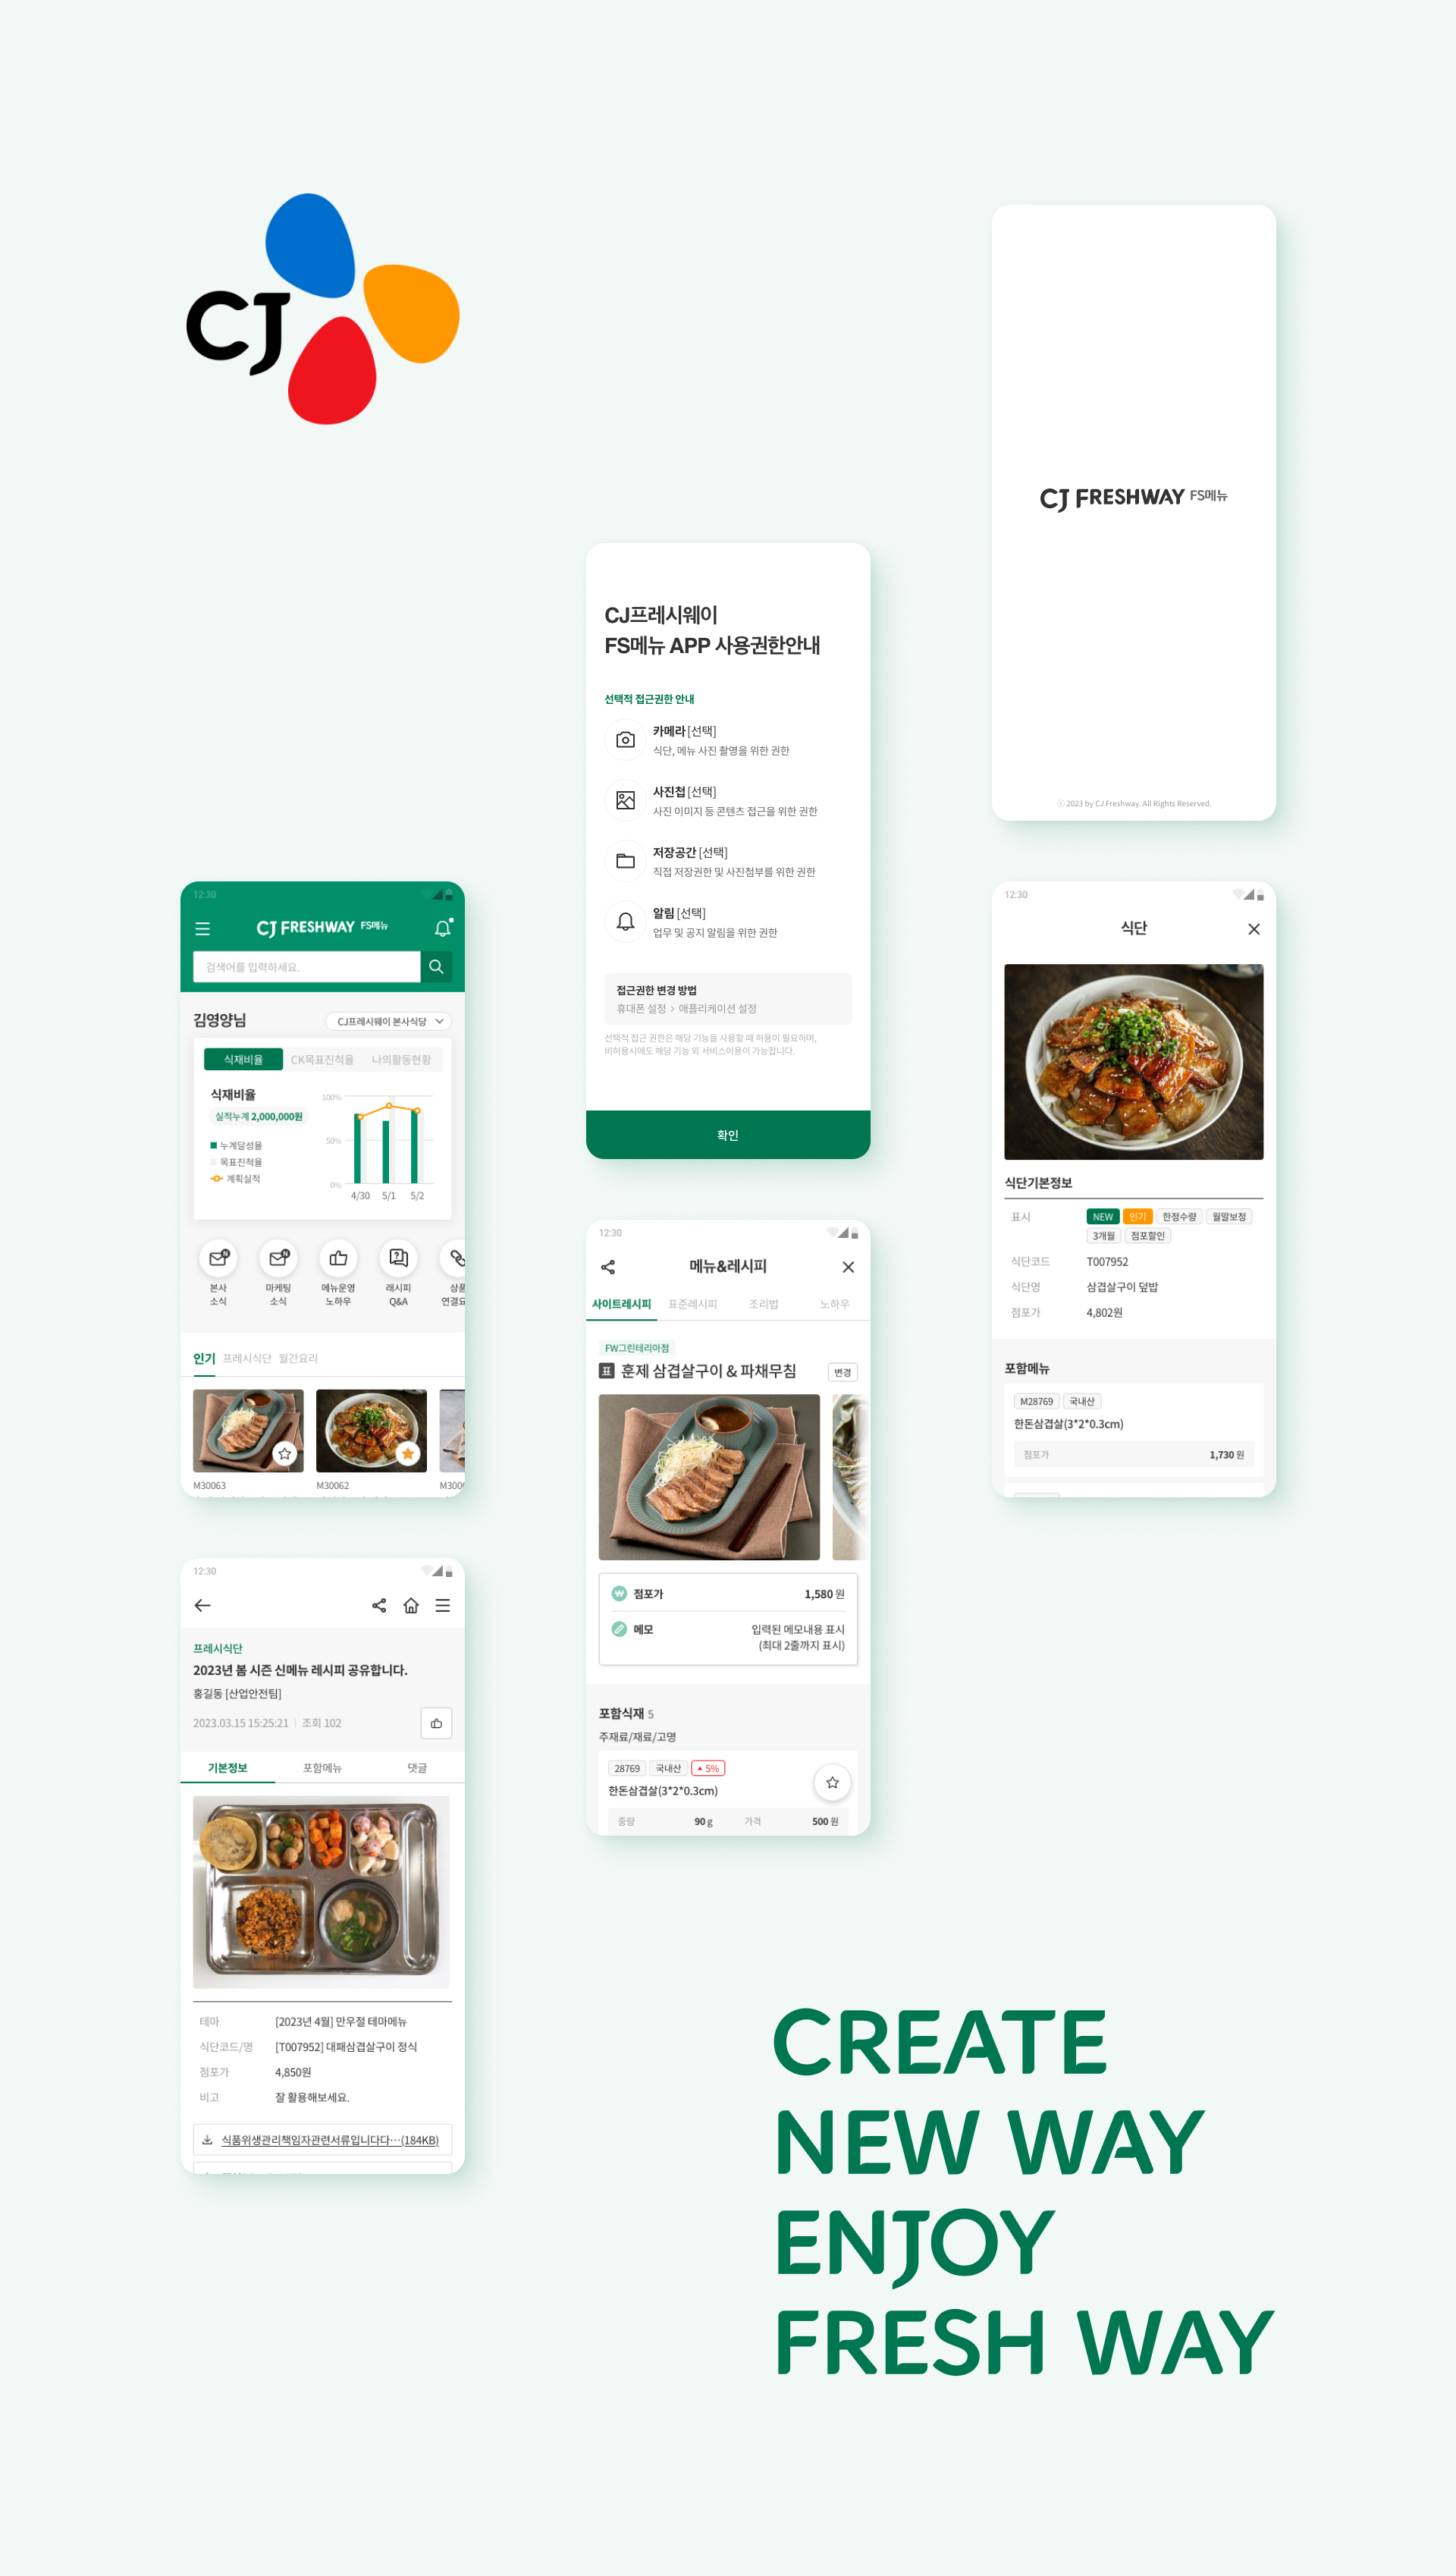 CJ
CJ FRESHWAY FS메뉴
ⓒ 2023 by CJ Freshway. All Rights Reserved.
CJ프레시웨이
FS메뉴 APP 사용권한안내
선택적 접근권한 안내
카메라 [선택]
식단, 메뉴 사진 촬영을 위한 권한
사진첩 [선택]
사진 이미지 등 콘텐츠 접근을 위한 권한
저장공간 [선택]
직접 저장권한 및 사진첨부를 위한 권한
알림 [선택]
업무 및 공지 알림을 위한 권한
접근권한 변경 방법
휴대폰 설정 > 애플리케이션 설정
선택적 접근 권한은 해당 기능을 사용할 때 허용이 필요하며,
비허용시에도 해당 기능 외 서비스이용이 가능합니다.
확인
12:30
CJ FRESHWAY FS메뉴
검색어를 입력하세요.
김영양님
CJ프레시웨이 본사식당
식재비율 CK목표진척율 나의활동현황
식재비율
실적누계 2,000,000원
누계달성율
목표진척율
계획실적
100%
50%
0%
4/30 5/1 5/2
N N
본사 마케팅 메뉴운영 래시피 상품
소식 소식 노하우 Q&A 연결요
인기 프레시식단 월간요리
M30063 M30062 M300
12:30
식단
식단기본정보
표시 NEW 인기 한정수량 월말보정
3개월 점포할인
식단코드 T007952
식단명 삼겹살구이 덮밥
점포가 4,802원
포함메뉴
M28769 국내산
한돈삼겹살(3*2*0.3cm)
점포가 1,730 원
12:30
메뉴&레시피
사이트레시피 표준레시피 조리법 노하우
FW그린테리아점
표 훈제 삼겹살구이 & 파채무침 변경
점포가 1,580 원
메모 입력된 메모내용 표시
(최대 2줄까지 표시)
포함식재 5
주재료/재료/고명
28769 국내산 ▲ 5%
한돈삼겹살(3*2*0.3cm)
중량 90 g 가격 500 원
12:30
프레시식단
2023년 봄 시즌 신메뉴 레시피 공유합니다.
홍길동 [산업안전팀]
2023.03.15 15:25:21 | 조회 102
기본정보 포함메뉴 댓글
테마 [2023년 4월] 만우절 테마메뉴
식단코드/명 [T007952] 대패삼겹살구이 정식
점포가 4,850원
비고 잘 활용해보세요.
식품위생관리책임자관련서류입니다다…(184KB)
CREATE
NEW WAY
ENJOY
FRESH WAY